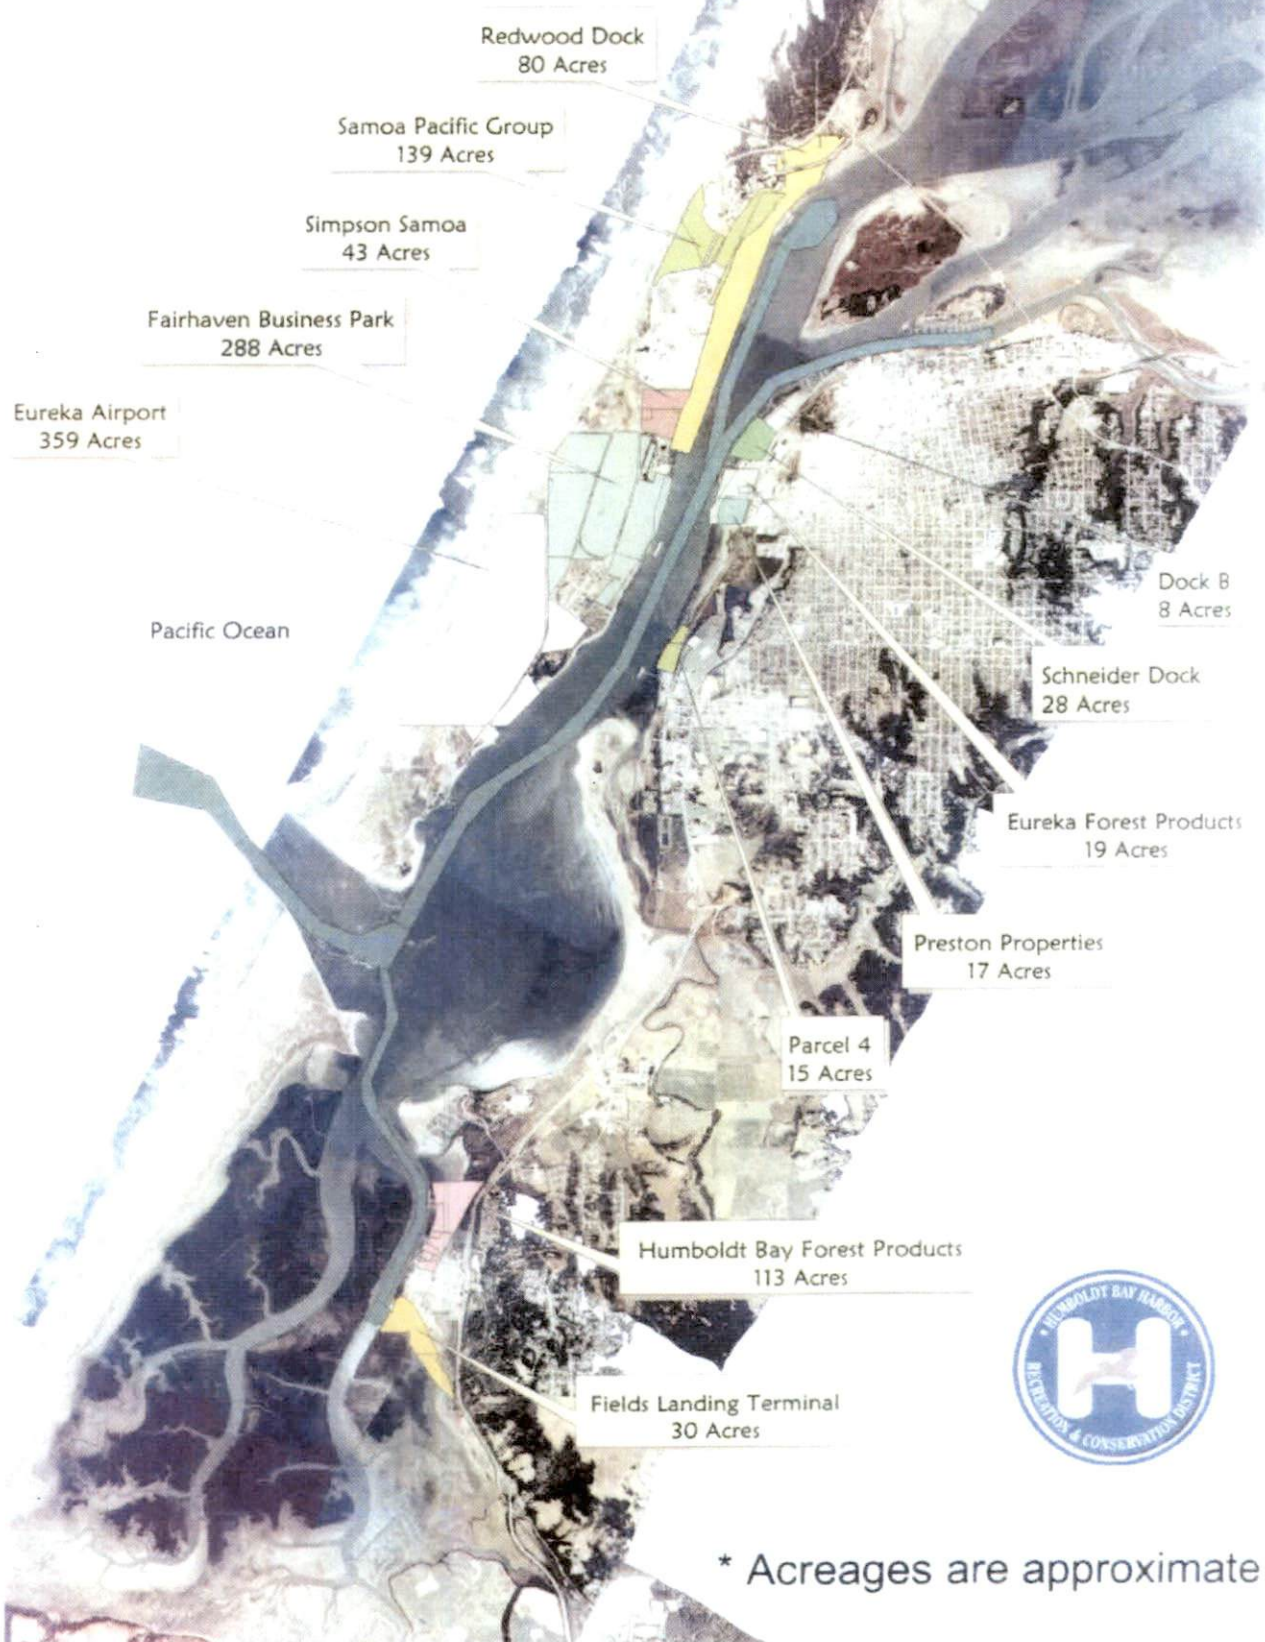 Redwood Dock
80 Acres
Samoa Pacific Group
139 Acres
Simpson Samoa
43 Acres
Fairhaven Business Park
288 Acres
Eureka Airport
359 Acres
Pacific Ocean
Dock B
8 Acres
Schneider Dock
28 Acres
Eureka Forest Products
19 Acres
Preston Properties
17 Acres
Parcel 4
15 Acres
Humboldt Bay Forest Products
113 Acres
Fields Landing Terminal
30 Acres
• HUMBOLDT BAY HARBOR •
H
RECREATION & CONSERVATION DISTRICT
* Acreages are approximate